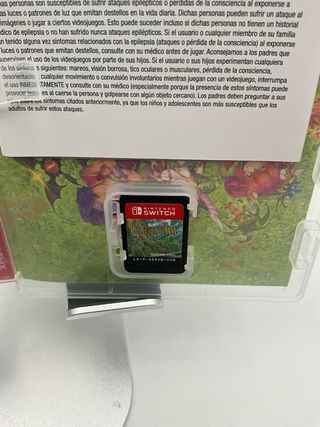 nas personas son susceptibles de sufrir ataques epilépticos o pérdidas de la consciencia al exponerse a
as luces o patrones de luz que emitan destellos en la vida diaria. Dichas personas pueden sufrir un ataque al
imágenes o jugar a ciertos videojuegos. Esto puede suceder incluso si dichas personas no tienen un historial
dico de epilepsia o no han sufrido nunca ataques epilépticos. Si el usuario o cualquier miembro de su familia
an tenido alguna vez síntomas relacionados con la epilepsia (ataques o pérdida de la consciencia) al exponerse
luces o patrones que emitan destellos, consulte con su médico antes de jugar. Aconsejamos a los padres que
supervisen el uso de los videojuegos por parte de sus hijos. Si el usuario o sus hijos experimentan cualquiera
de los síntomas siguientes: mareos, visión borrosa, tics oculares o musculares, pérdida de la consciencia,
desorientación, cualquier movimiento o convulsión involuntarios mientras juegan con un videojuego, interrumpa
el uso INMEDIATAMENTE y consulte con su médico (especialmente porque la presencia de estos síntomas puede
provocar lesiones al caerse la persona y golpearse con algún objeto cercano). Los padres deben preguntar a sus
sobre los síntomas citados anteriormente, ya que los niños y adolescentes son más susceptibles que los
adultos de sufrir estos ataques.
NINTENDO
SWITCH
of Mana